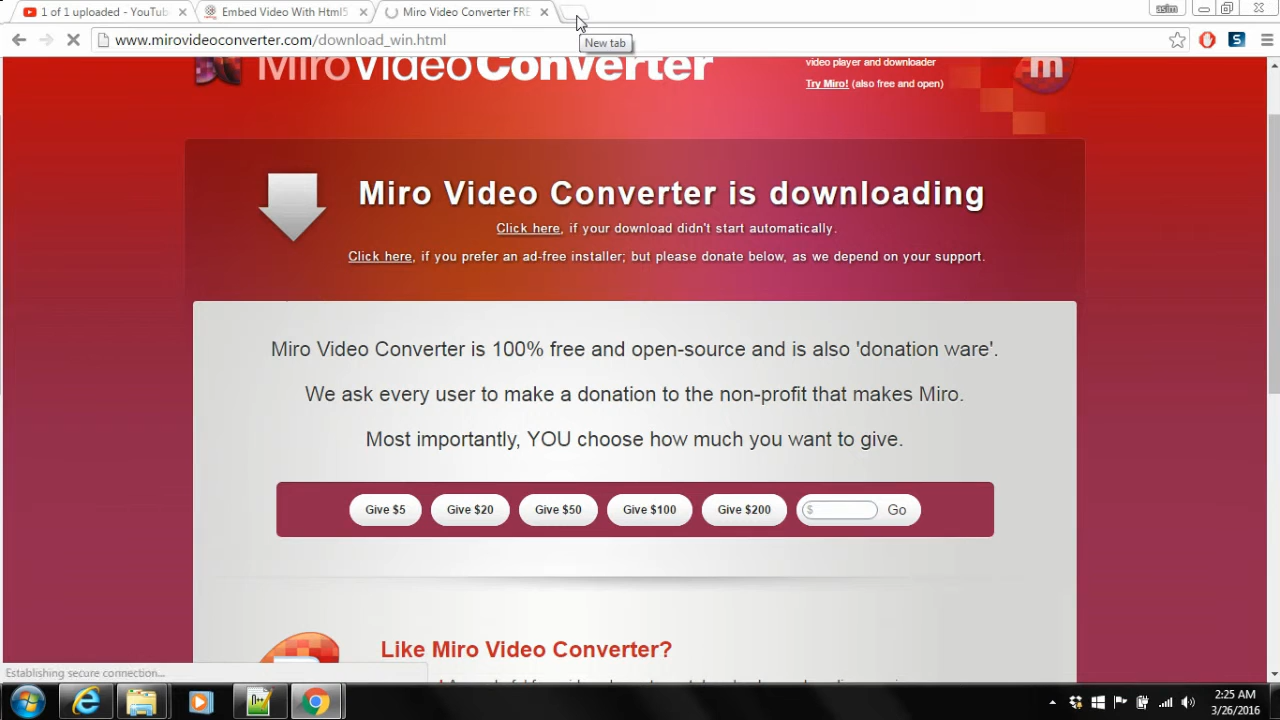 1 of 1 uploaded - YouTub
Embed Video With Html5
Miro Video Converter FRE
asim
www.mirovideoconverter.com/download_win.html
New tab
MiroVideoConverter
video player and downloader
Try Miro! (also free and open)
m
Miro Video Converter is downloading
Click here, if your download didn't start automatically.
Click here, if you prefer an ad-free installer; but please donate below, as we depend on your support.
Miro Video Converter is 100% free and open-source and is also 'donation ware'.
We ask every user to make a donation to the non-profit that makes Miro.
Most importantly, YOU choose how much you want to give.
Give $5 Give $20 Give $50 Give $100 Give $200 $ Go
Like Miro Video Converter?
Establishing secure connection...
2:25 AM
3/26/2016